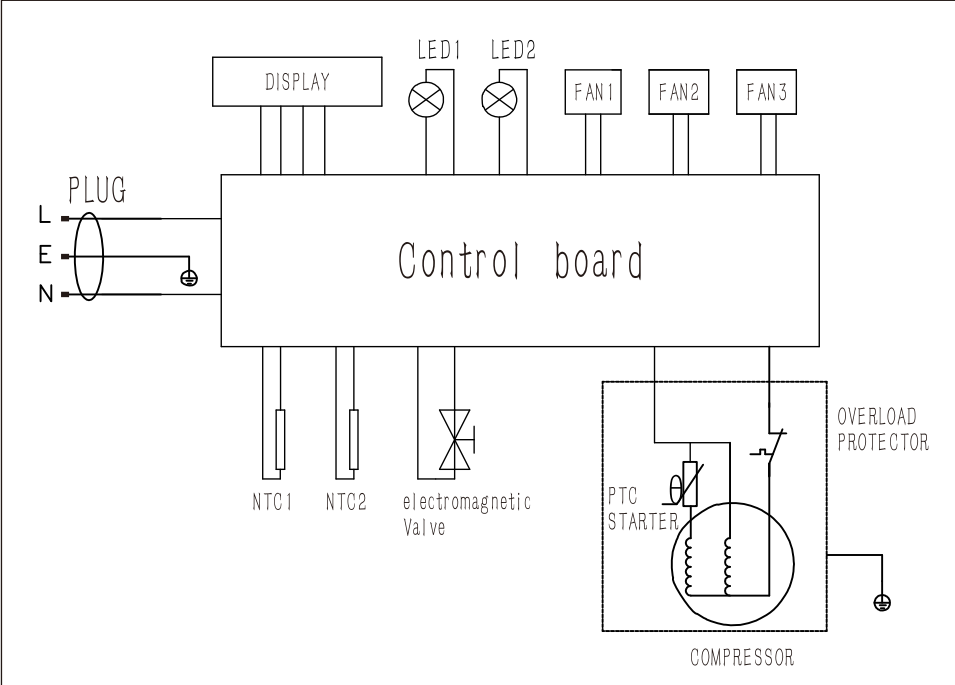 LED1 LED2
DISPLAY
FAN1 FAN2 FAN3
PLUG
L
E
N
Control board
OVERLOAD
PROTECTOR
NTC1 NTC2 electromagnetic
Valve
PTC
STARTER
COMPRESSOR